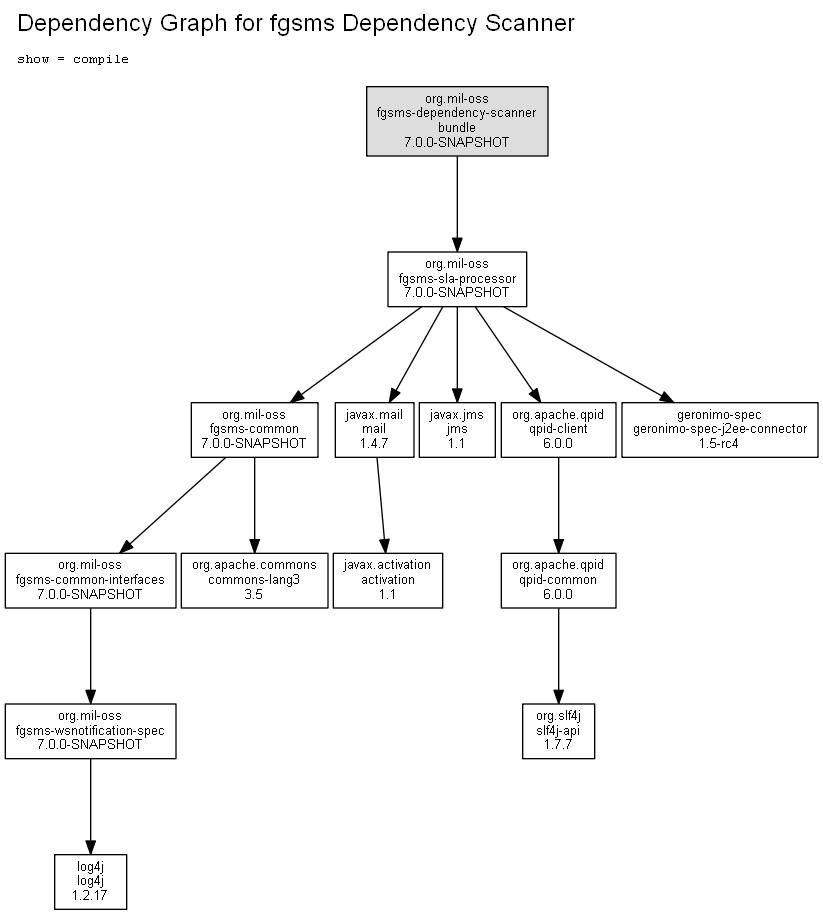 Dependency Graph for fgsms Dependency Scanner
show = compile
org.mil-oss
fgsms-dependency-scanner
bundle
7.0.0-SNAPSHOT
org.mil-oss
fgsms-sla-processor
7.0.0-SNAPSHOT
org.mil-oss
fgsms-common
7.0.0-SNAPSHOT
javax.mail
mail
1.4.7
javax.jms
jms
1.1
org.apache.qpid
qpid-client
6.0.0
geronimo-spec
geronimo-spec-j2ee-connector
1.5-rc4
org.mil-oss
fgsms-common-interfaces
7.0.0-SNAPSHOT
org.apache.commons
commons-lang3
3.5
javax.activation
activation
1.1
org.apache.qpid
qpid-common
6.0.0
org.mil-oss
fgsms-wsnotification-spec
7.0.0-SNAPSHOT
org.slf4j
slf4j-api
1.7.7
log4j
log4j
1.2.17